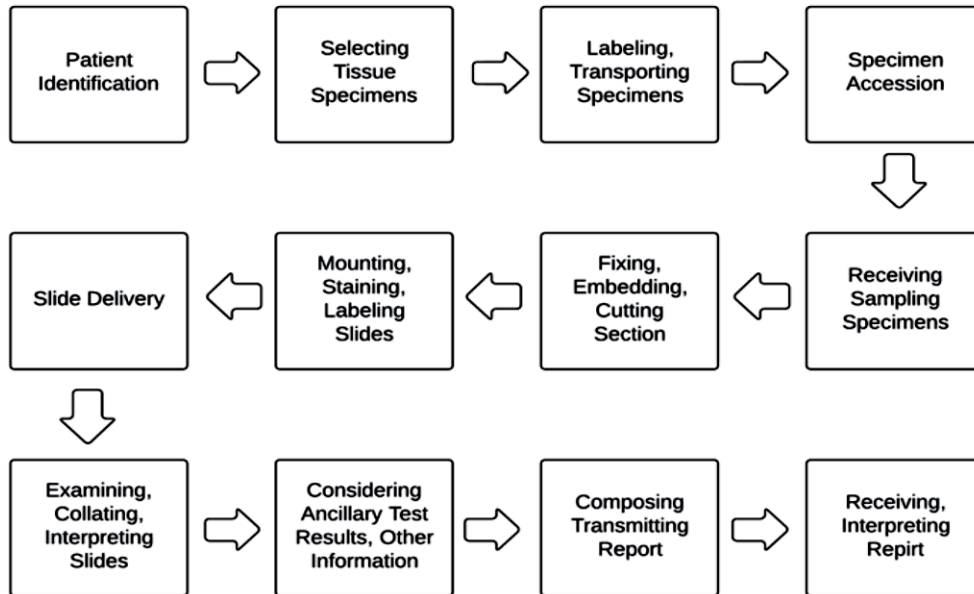 Patient
Identification
Selecting
Tissue
Specimens
Labeling,
Transporting
Specimens
Specimen
Accession
Receiving
Sampling
Specimens
Fixing,
Embedding,
Cutting
Section
Mounting,
Staining,
Labeling
Slides
Slide Delivery
Examining,
Collating,
Interpreting
Slides
Considering
Ancillary Test
Results, Other
Information
Composing
Transmitting
Report
Receiving,
Interpreting
Repirt